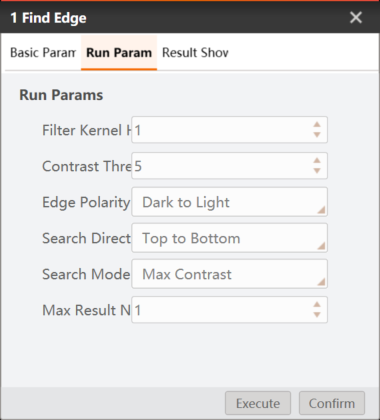 1 Find Edge
Basic Param Run Param Result Shov
Run Params
Filter Kernel H 1
Contrast Thre 5
Edge Polarity Dark to Light
Search Direct Top to Bottom
Search Mode Max Contrast
Max Result N 1
Execute Confirm